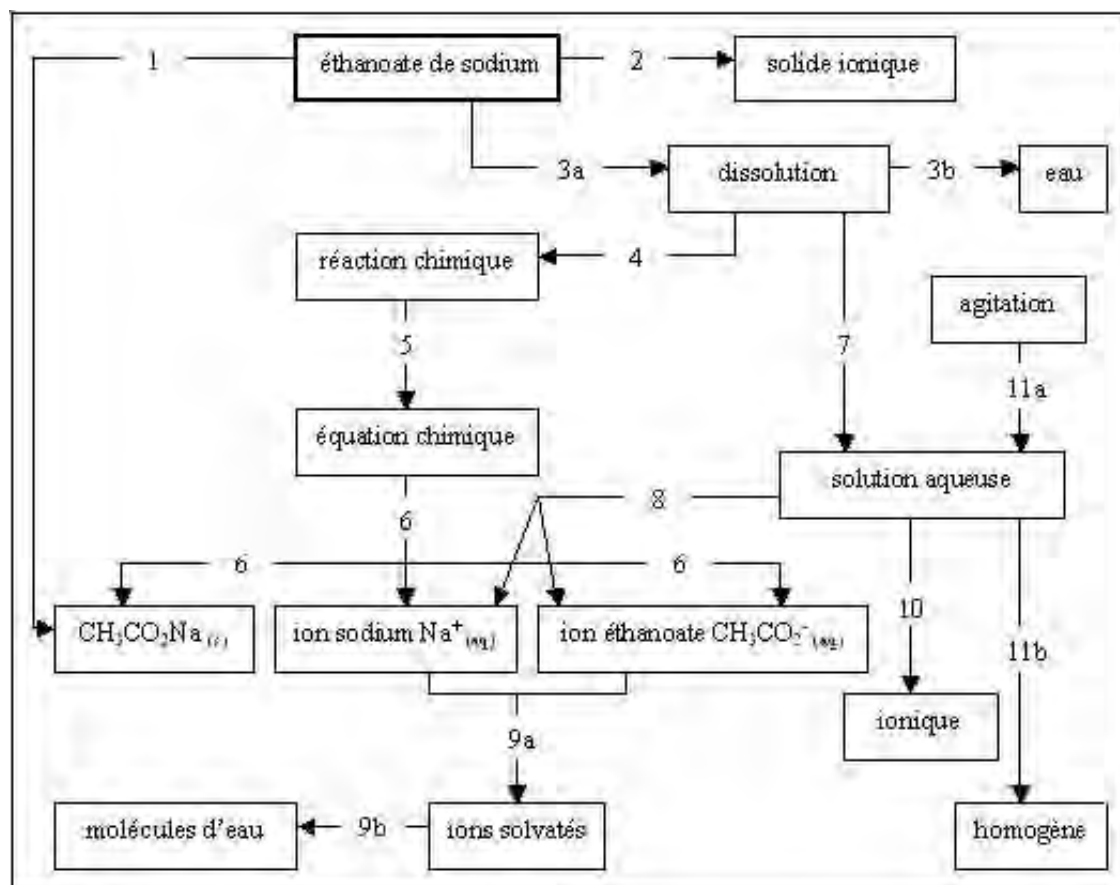 1
éthanoate de sodium
2
solide ionique
3a
dissolution
3b
eau
réaction chimique
4
agitation
5
7
11a
équation chimique
solution aqueuse
8
6
6
6
CH₃CO₂Na (s)
ion sodium Na⁺(aq)
ion éthanoate CH₃CO₂⁻(aq)
10
11b
ionique
9a
molécules d'eau
9b
ions solvatés
homogène